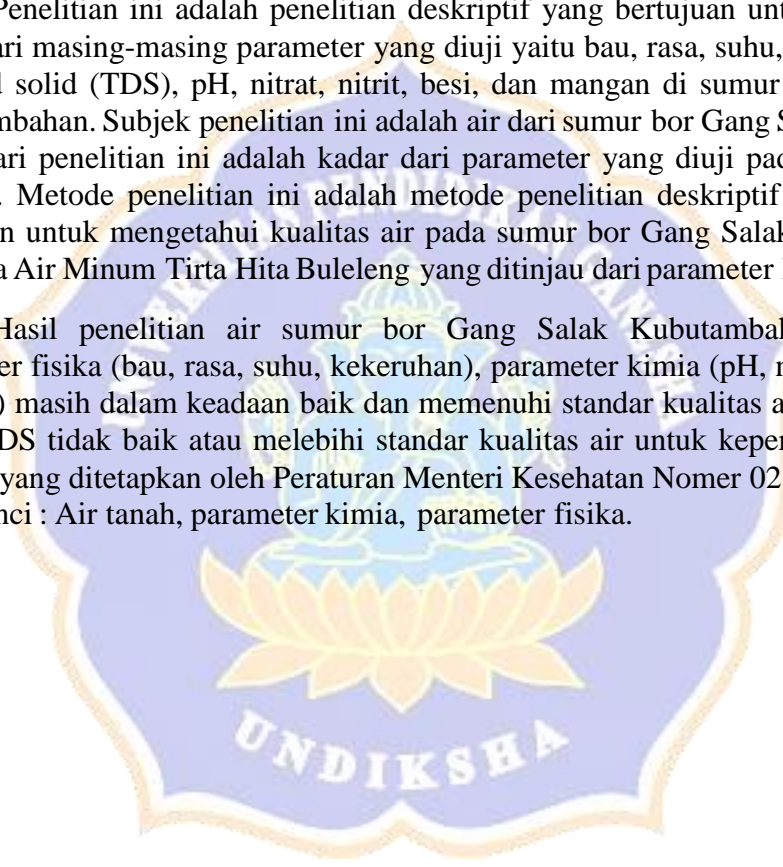 Penelitian ini adalah penelitian deskriptif yang bertujuan un
ari masing-masing parameter yang diuji yaitu bau, rasa, suhu,
solid (TDS), pH, nitrat, nitrit, besi, dan mangan di sumur
mbahan. Subjek penelitian ini adalah air dari sumur bor Gang S
ari penelitian ini adalah kadar dari parameter yang diuji pad
. Metode penelitian ini adalah metode penelitian deskriptif
n untuk mengetahui kualitas air pada sumur bor Gang Salak
a Air Minum Tirta Hita Buleleng yang ditinjau dari parameter
Hasil penelitian air sumur bor Gang Salak Kubutambal
er fisika (bau, rasa, suhu, kekeruhan), parameter kimia (pH, n
) masih dalam keadaan baik dan memenuhi standar kualitas a
DS tidak baik atau melebihi standar kualitas air untuk keper
yang ditetapkan oleh Peraturan Menteri Kesehatan Nomer 02
nci : Air tanah, parameter kimia, parameter fisika.
UNIVERSITAS PENDIDIKAN GANESHA
UNDIKSHA